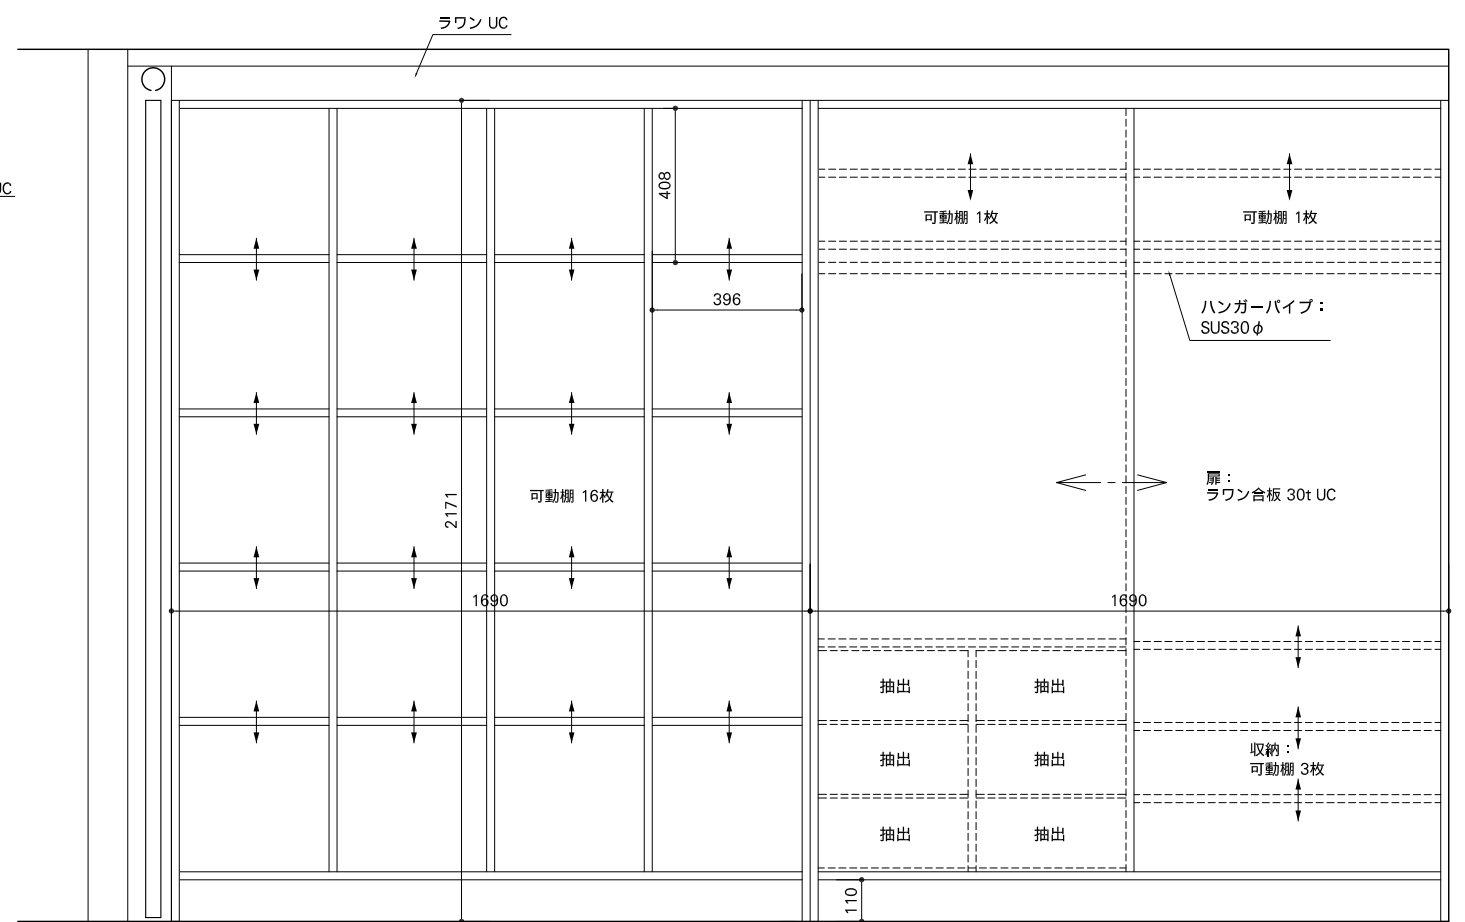 ラワン UC
UC
408
可動棚 1枚
可動棚 1枚
396
ハンガーパイプ：
SUS30φ
扉：
ラワン合板 30t UC
可動棚 16枚
2171
1690
1690
抽出
抽出
抽出
抽出
収納：
可動棚 3枚
抽出
抽出
110